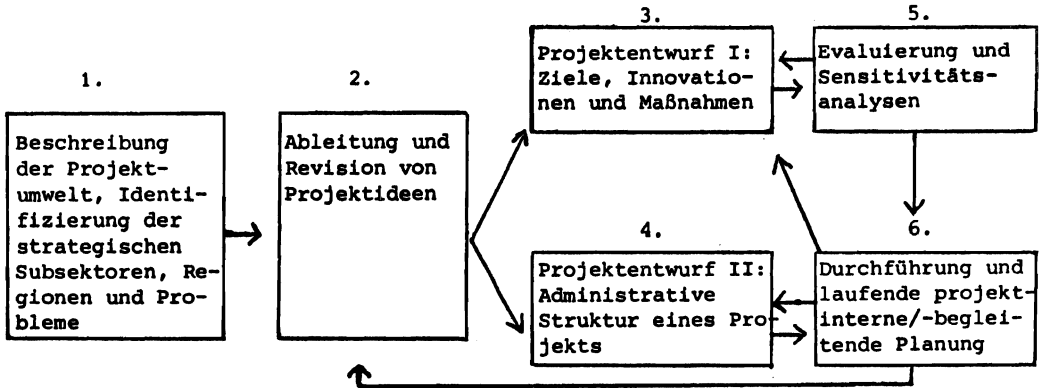 1.
Beschreibung
der Projekt-
umwelt, Identi-
fizierung der
strategischen
Subsektoren, Re-
gionen und Pro-
bleme
2.
Ableitung und
Revision von
Projektideen
3.
Projektentwurf I:
Ziele, Innovatio-
nen und Maßnahmen
4.
Projektentwurf II:
Administrative
Struktur eines Pro-
jekts
5.
Evaluierung und
Sensitivitäts-
analysen
6.
Durchführung und
laufende projekt-
interne/-beglei-
tende Planung